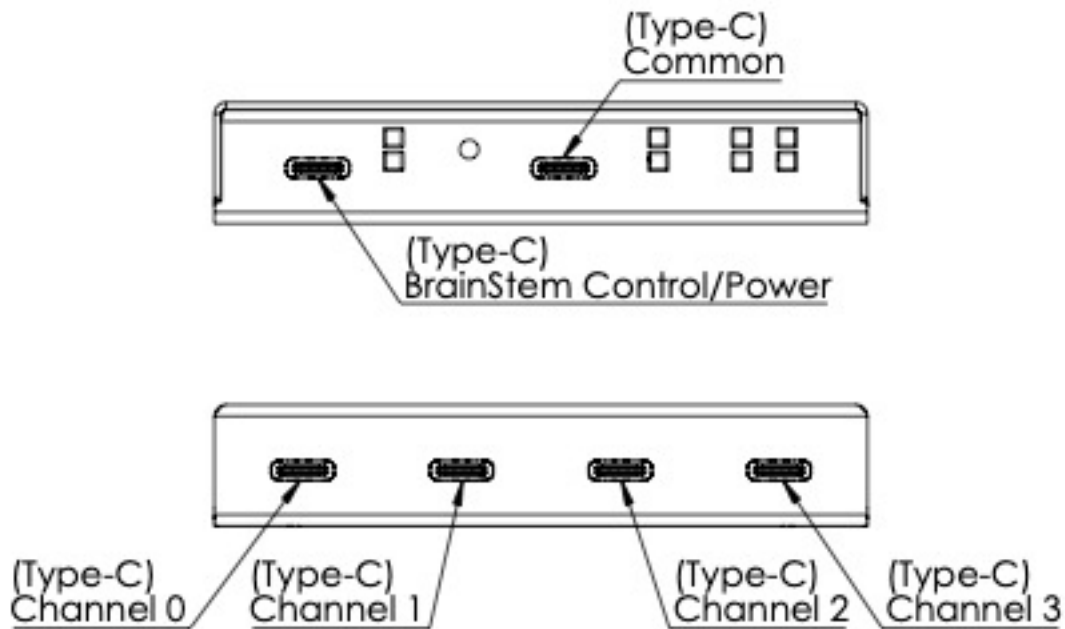 (Type-C)
Common
(Type-C)
BrainStem Control/Power
(Type-C)
Channel 0
(Type-C)
Channel 1
(Type-C)
Channel 2
(Type-C)
Channel 3